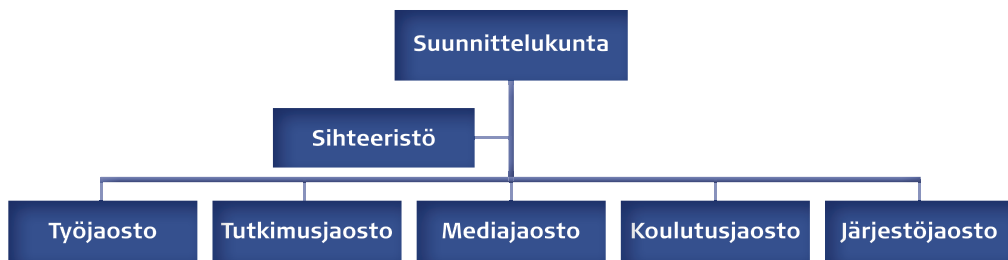 Suunnittelukunta
Sihteeristö
Työjaosto
Tutkimusjaosto
Mediajaosto
Koulutusjaosto
Järjestöjaosto